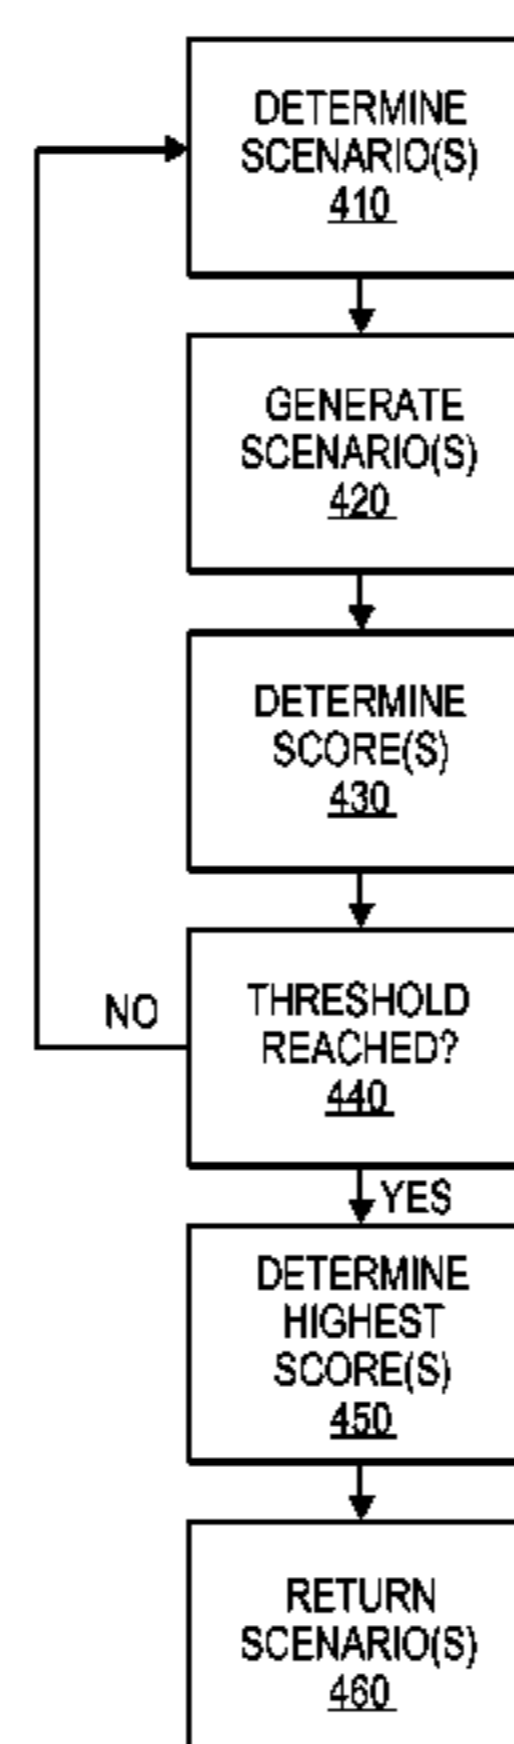 DETERMINE
SCENARIO(S)
410
GENERATE
SCENARIO(S)
420
DETERMINE
SCORE(S)
430
THRESHOLD
REACHED?
440
NO
YES
DETERMINE
HIGHEST
SCORE(S)
450
RETURN
SCENARIO(S)
460